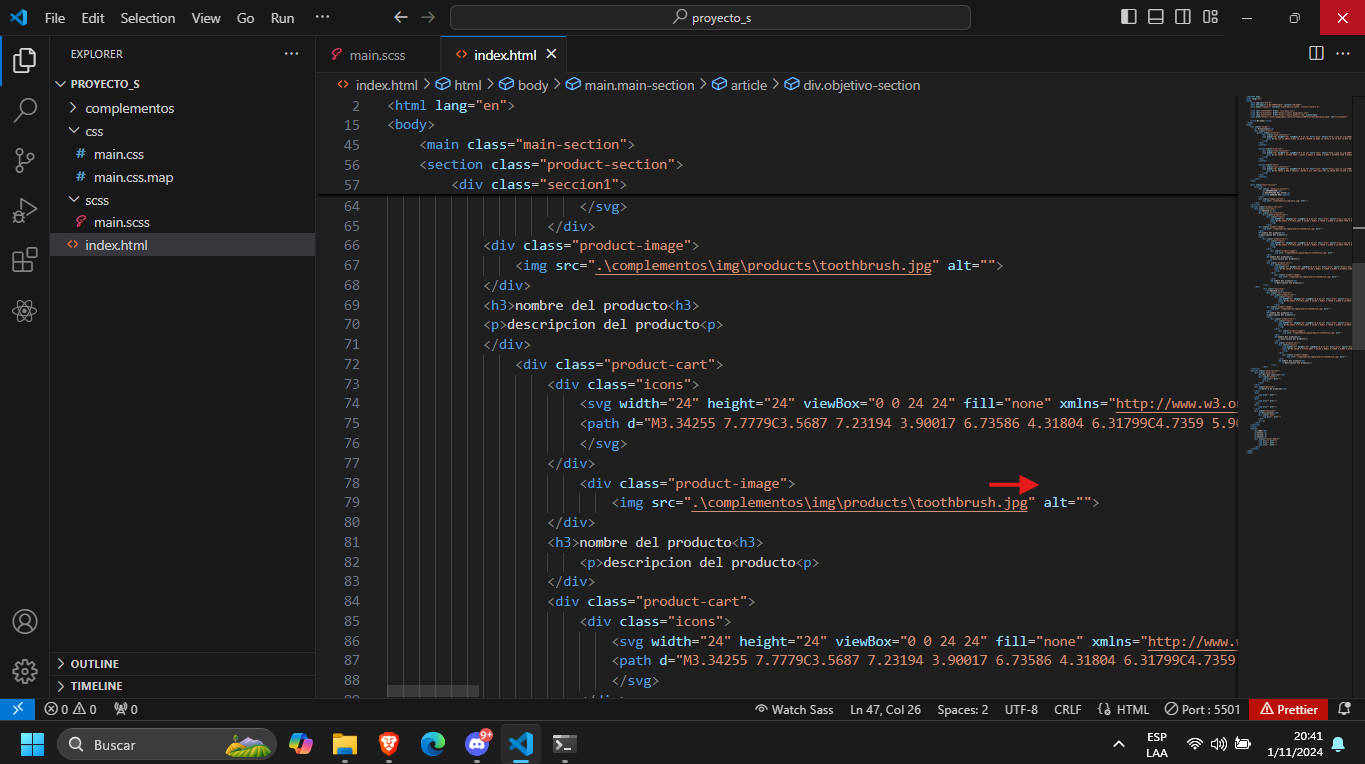 File Edit Selection View Go Run ··· proyecto_s
EXPLORER ···
PROYECTO_S
complementos
css
# main.css
# main.css.map
scss
main.scss
<> index.html
OUTLINE
TIMELINE
main.scss <> index.html ···
<> index.html > html > body > main.main-section > article > div.objetivo-section
2 <html lang="en">
15 <body>
45 <main class="main-section">
56 <section class="product-section">
57 <div class="seccion1">
64 </svg>
65 </div>
66 <div class="product-image">
67 <img src=".\complementos\img\products\toothbrush.jpg" alt="">
68 </div>
69 <h3>nombre del producto<h3>
70 <p>descripcion del producto<p>
71 </div>
72 <div class="product-cart">
73 <div class="icons">
74 <svg width="24" height="24" viewBox="0 0 24 24" fill="none" xmlns="http://www.w3.o
75 <path d="M3.34255 7.7779C3.5687 7.23194 3.90017 6.73586 4.31804 6.31799C4.7359 5.90
76 </svg>
77 </div>
78 <div class="product-image">
79 <img src=".\complementos\img\products\toothbrush.jpg" alt="">
80 </div>
81 <h3>nombre del producto<h3>
82 <p>descripcion del producto<p>
83 </div>
84 <div class="product-cart">
85 <div class="icons">
86 <svg width="24" height="24" viewBox="0 0 24 24" fill="none" xmlns="http://www.
87 <path d="M3.34255 7.7779C3.5687 7.23194 3.90017 6.73586 4.31804 6.31799C4.7359
88 </svg>
0 0 0 Watch Sass Ln 47, Col 26 Spaces: 2 UTF-8 CRLF HTML Port : 5501 Prettier
Buscar 9+ ESP LAA 20:41
1/11/2024